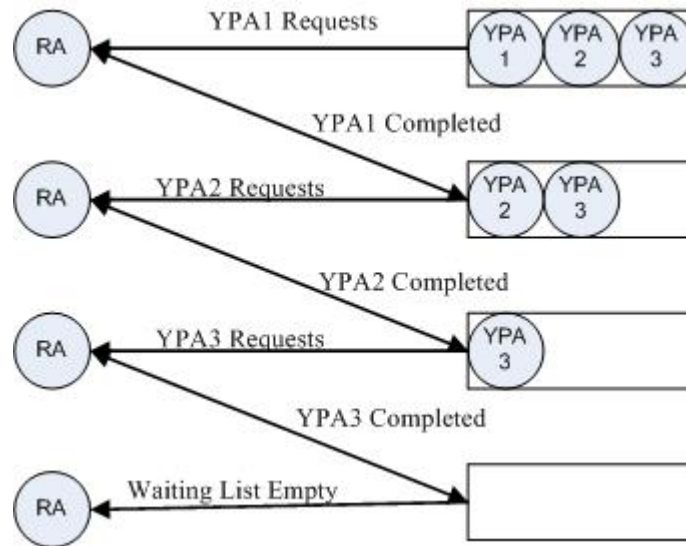 YPA1 Requests
RA
YPA 1
YPA 2
YPA 3
YPA1 Completed
RA
YPA2 Requests
YPA 2
YPA 3
YPA2 Completed
RA
YPA3 Requests
YPA 3
YPA3 Completed
RA
Waiting List Empty